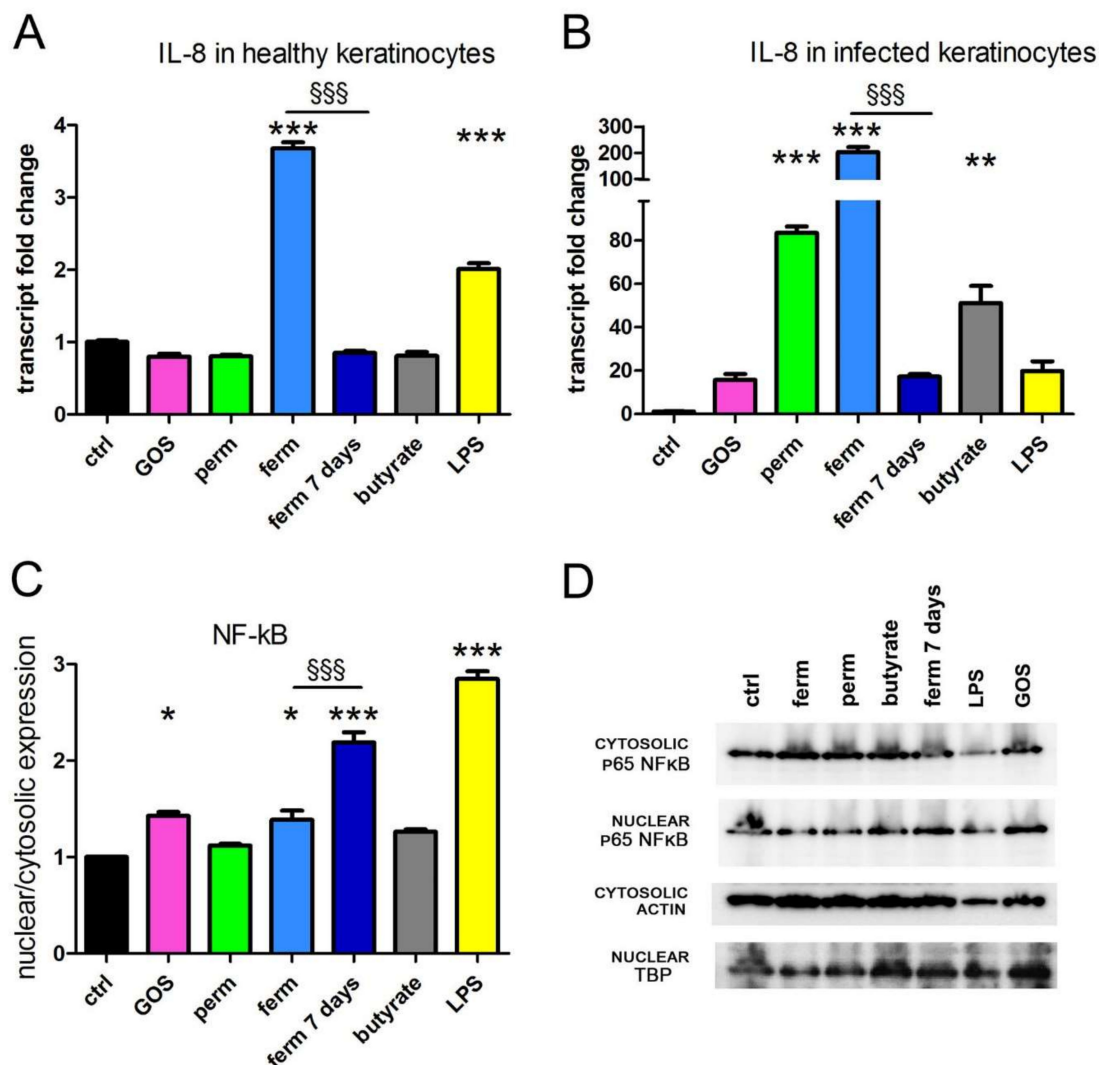 A
IL-8 in healthy keratinocytes
§§§
***
***
transcript fold change
4
3
2
1
0
ctrl
GOS
perm
ferm
ferm 7 days
butyrate
LPS
B
IL-8 in infected keratinocytes
§§§
***
***
**
transcript fold change
300
200
100
80
60
40
20
0
ctrl
GOS
perm
ferm
ferm 7 days
butyrate
LPS
C
NF-kB
§§§
***
*
*
***
nuclear/cytosolic expression
3
2
1
0
ctrl
GOS
perm
ferm
ferm 7 days
butyrate
LPS
D
ctrl
ferm
perm
butyrate
ferm 7 days
LPS
GOS
CYTOSOLIC
P65 NFκB
NUCLEAR
P65 NFκB
CYTOSOLIC
ACTIN
NUCLEAR
TBP